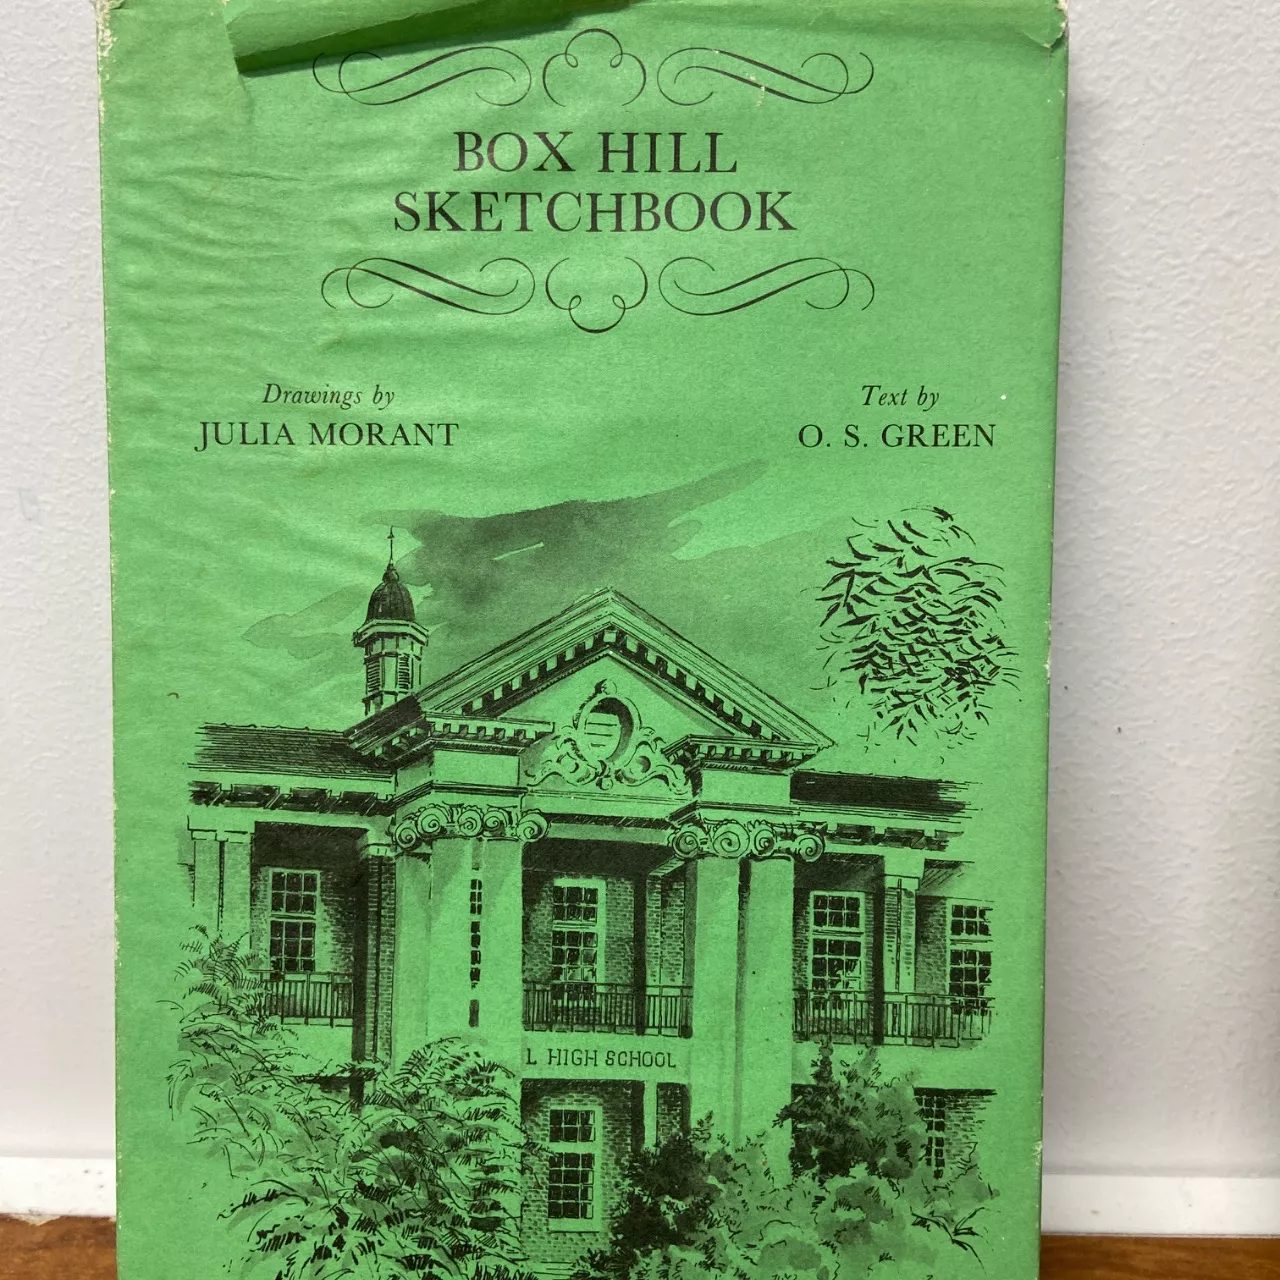 BOX HILL
SKETCHBOOK
Drawings by
JULIA MORANT
Text by
O. S. GREEN
L HIGH SCHOOL